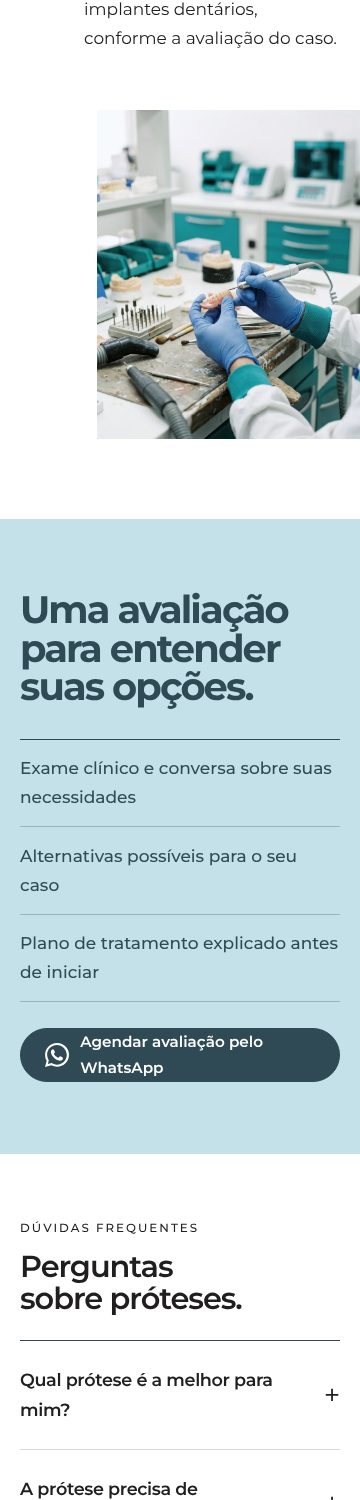 implantes dentários,
conforme a avaliação do caso.
Uma avaliação
para entender
suas opções.
Exame clínico e conversa sobre suas
necessidades
Alternativas possíveis para o seu
caso
Plano de tratamento explicado antes
de iniciar
Agendar avaliação pelo
WhatsApp
DÚVIDAS FREQUENTES
Perguntas
sobre próteses.
Qual prótese é a melhor para
mim?
A prótese precisa de